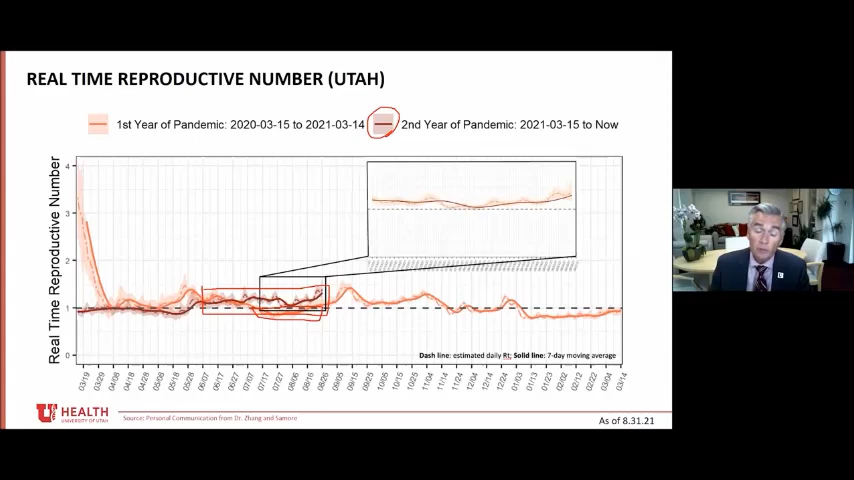 REAL TIME REPRODUCTIVE NUMBER (UTAH)
1st Year of Pandemic: 2020-03-15 to 2021-03-14 2nd Year of Pandemic: 2021-03-15 to Now
Real Time Reproductive Number
4
3
2
1
0
03/19 03/29 04/08 04/18 04/28 05/08 05/18 05/28 06/07 06/17 06/27 07/07 07/17 07/27 08/06 08/16 08/26 09/05 09/15 09/25 10/05 10/15 10/25 11/04 11/14 11/24 12/04 12/14 12/24 01/03 01/13 01/23 02/02 02/12 02/22 03/04 03/14
Dash line: estimated daily Rt; Solid line: 7-day moving average
U HEALTH
UNIVERSITY OF UTAH
Source: Personal Communication from Dr. Zhang and Samore
As of 8.31.21